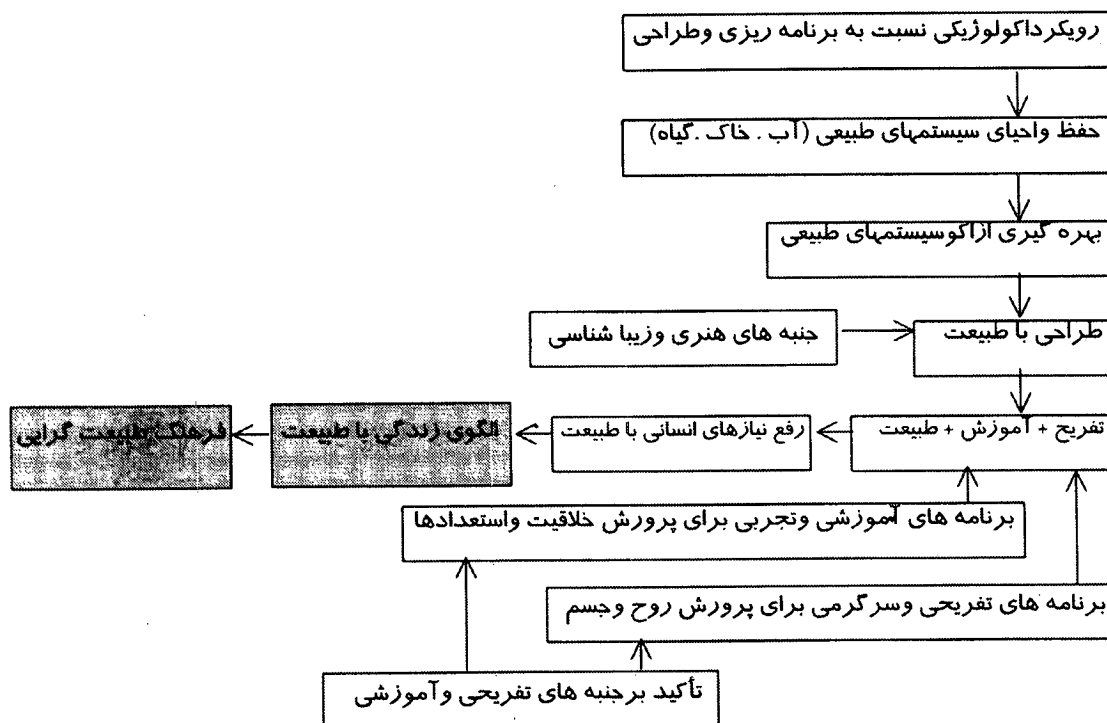 رویکرداکولوژیکی نسبت به برنامه ریزی وطراحی
حفظ واحیای سیستمهای طبیعی (آب . خاک .گیاه)
بهره گیری ازاکوسیستمهای طبیعی
جنبه های هنری وزیبا شناسی
طراحی با طبیعت
تفریح + آموزش + طبیعت
رفع نیازهای انسانی با طبیعت
الگوی زندگی با طبیعت
فرهنگ طبیعت گرایی
برنامه های آموزشی وتجربی برای پرورش خلاقیت واستعدادها
برنامه های تفریحی وسرگرمی برای پرورش روح وجسم
تأکید برجنبه های تفریحی وآموزشی